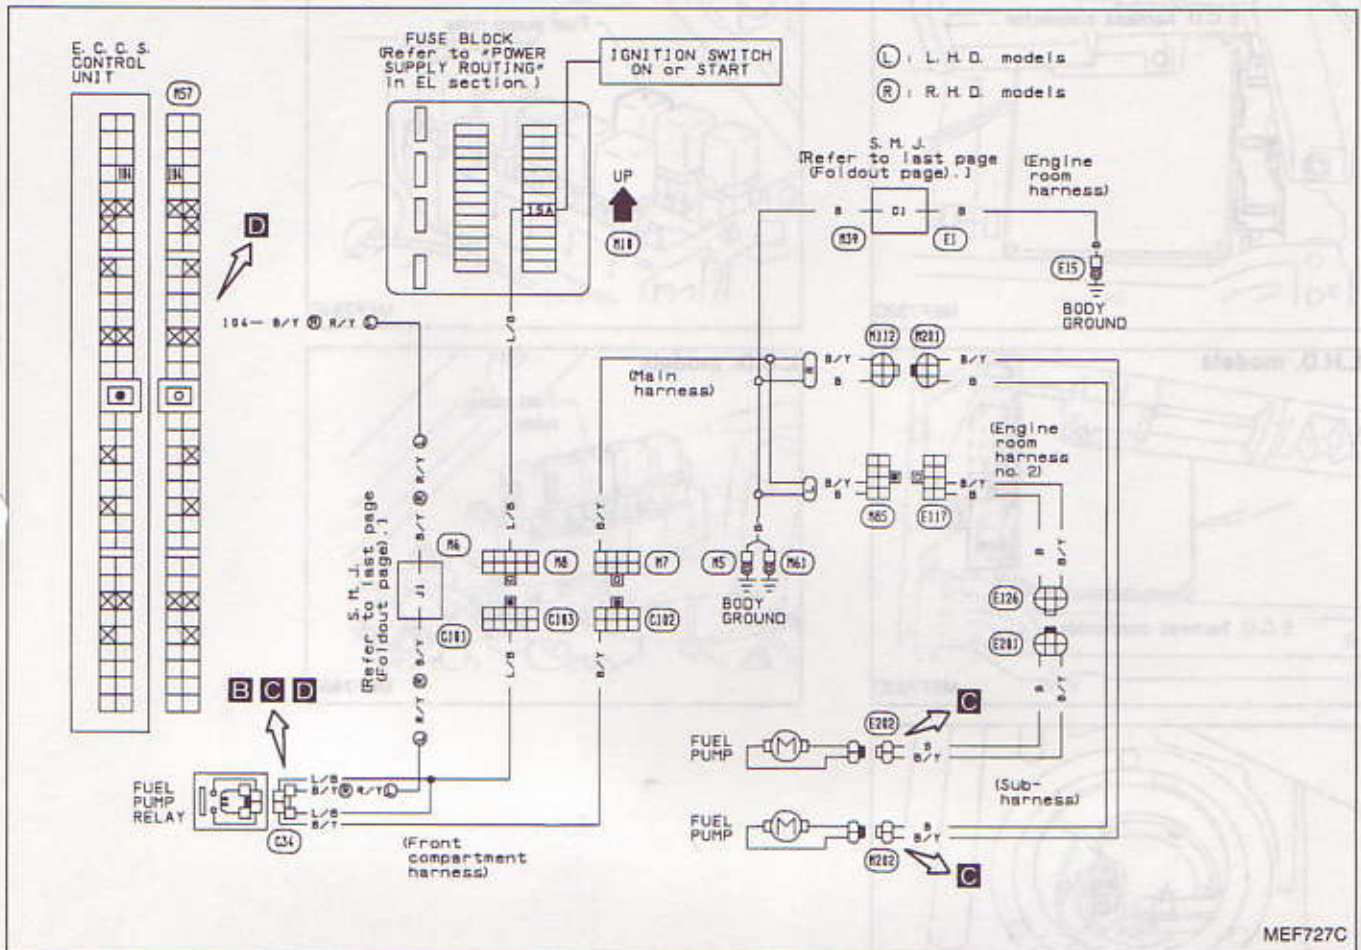 E. C. C. S.
CONTROL
UNIT
M57
104
104
FUSE BLOCK
(Refer to "POWER
SUPPLY ROUTING"
in EL section.)
IGNITION SWITCH
ON or START
15A
UP
M10
L : L. H. D. models
R : R. H. D. models
S. M. J.
[Refer to last page
(Foldout page).]
(Engine
room
harness)
B
C1
B
M39
E1
B
E15
BODY
GROUND
D
104— B/Y R R/Y L
L/B
(Main
harness)
R
B/Y
B
M112
M201
B/Y
B
(Engine
room
harness
no. 2)
L
B/Y
B
M85
E117
B/Y
B
L
B/Y R R/Y
S. M. J.
[Refer to last page
(Foldout page).]
M6
J1
C101
R/Y R B/Y
R/Y
L
L/B
M8
C103
L/B
B/Y
M7
C102
B/Y
B
M5
M61
BODY
GROUND
B
B/Y
E126
E201
B
B/Y
B C D
FUEL
PUMP
RELAY
L/B
B/Y R R/Y L
L/B
B/Y
C34
(Front
compartment
harness)
FUEL
PUMP
M
E202
C
B
B/Y
(Sub-
harness)
FUEL
PUMP
M
M202
B
B/Y
C
MEF727C